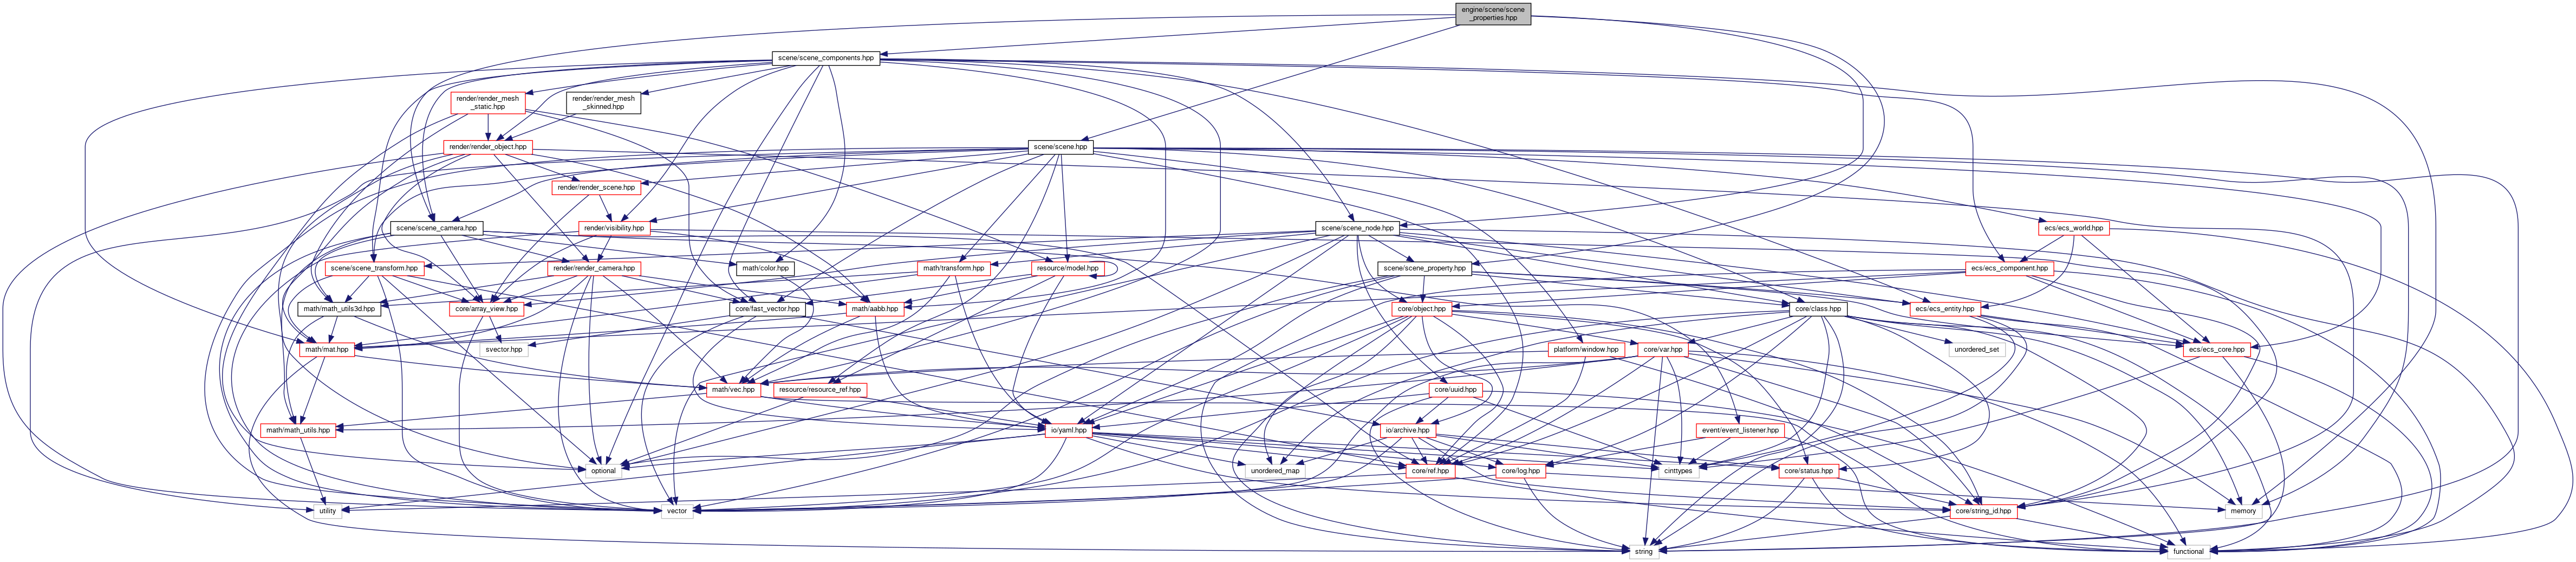 engine/scene/scene
_properties.hpp
scene/scene_components.hpp
render/render_mesh
_static.hpp
render/render_mesh
_skinned.hpp
render/render_object.hpp
scene/scene.hpp
render/render_scene.hpp
scene/scene_camera.hpp
render/visibility.hpp
scene/scene_node.hpp
ecs/ecs_world.hpp
scene/scene_transform.hpp
render/render_camera.hpp
math/color.hpp
math/transform.hpp
resource/model.hpp
scene/scene_property.hpp
ecs/ecs_component.hpp
math/math_utils3d.hpp
core/array_view.hpp
core/fast_vector.hpp
math/aabb.hpp
core/object.hpp
core/class.hpp
ecs/ecs_entity.hpp
math/mat.hpp
svector.hpp
platform/window.hpp
core/var.hpp
unordered_set
ecs/ecs_core.hpp
math/vec.hpp
resource/resource_ref.hpp
core/uuid.hpp
math/math_utils.hpp
io/yaml.hpp
io/archive.hpp
event/event_listener.hpp
optional
unordered_map
core/ref.hpp
core/log.hpp
cinttypes
core/status.hpp
utility
vector
core/string_id.hpp
memory
string
functional